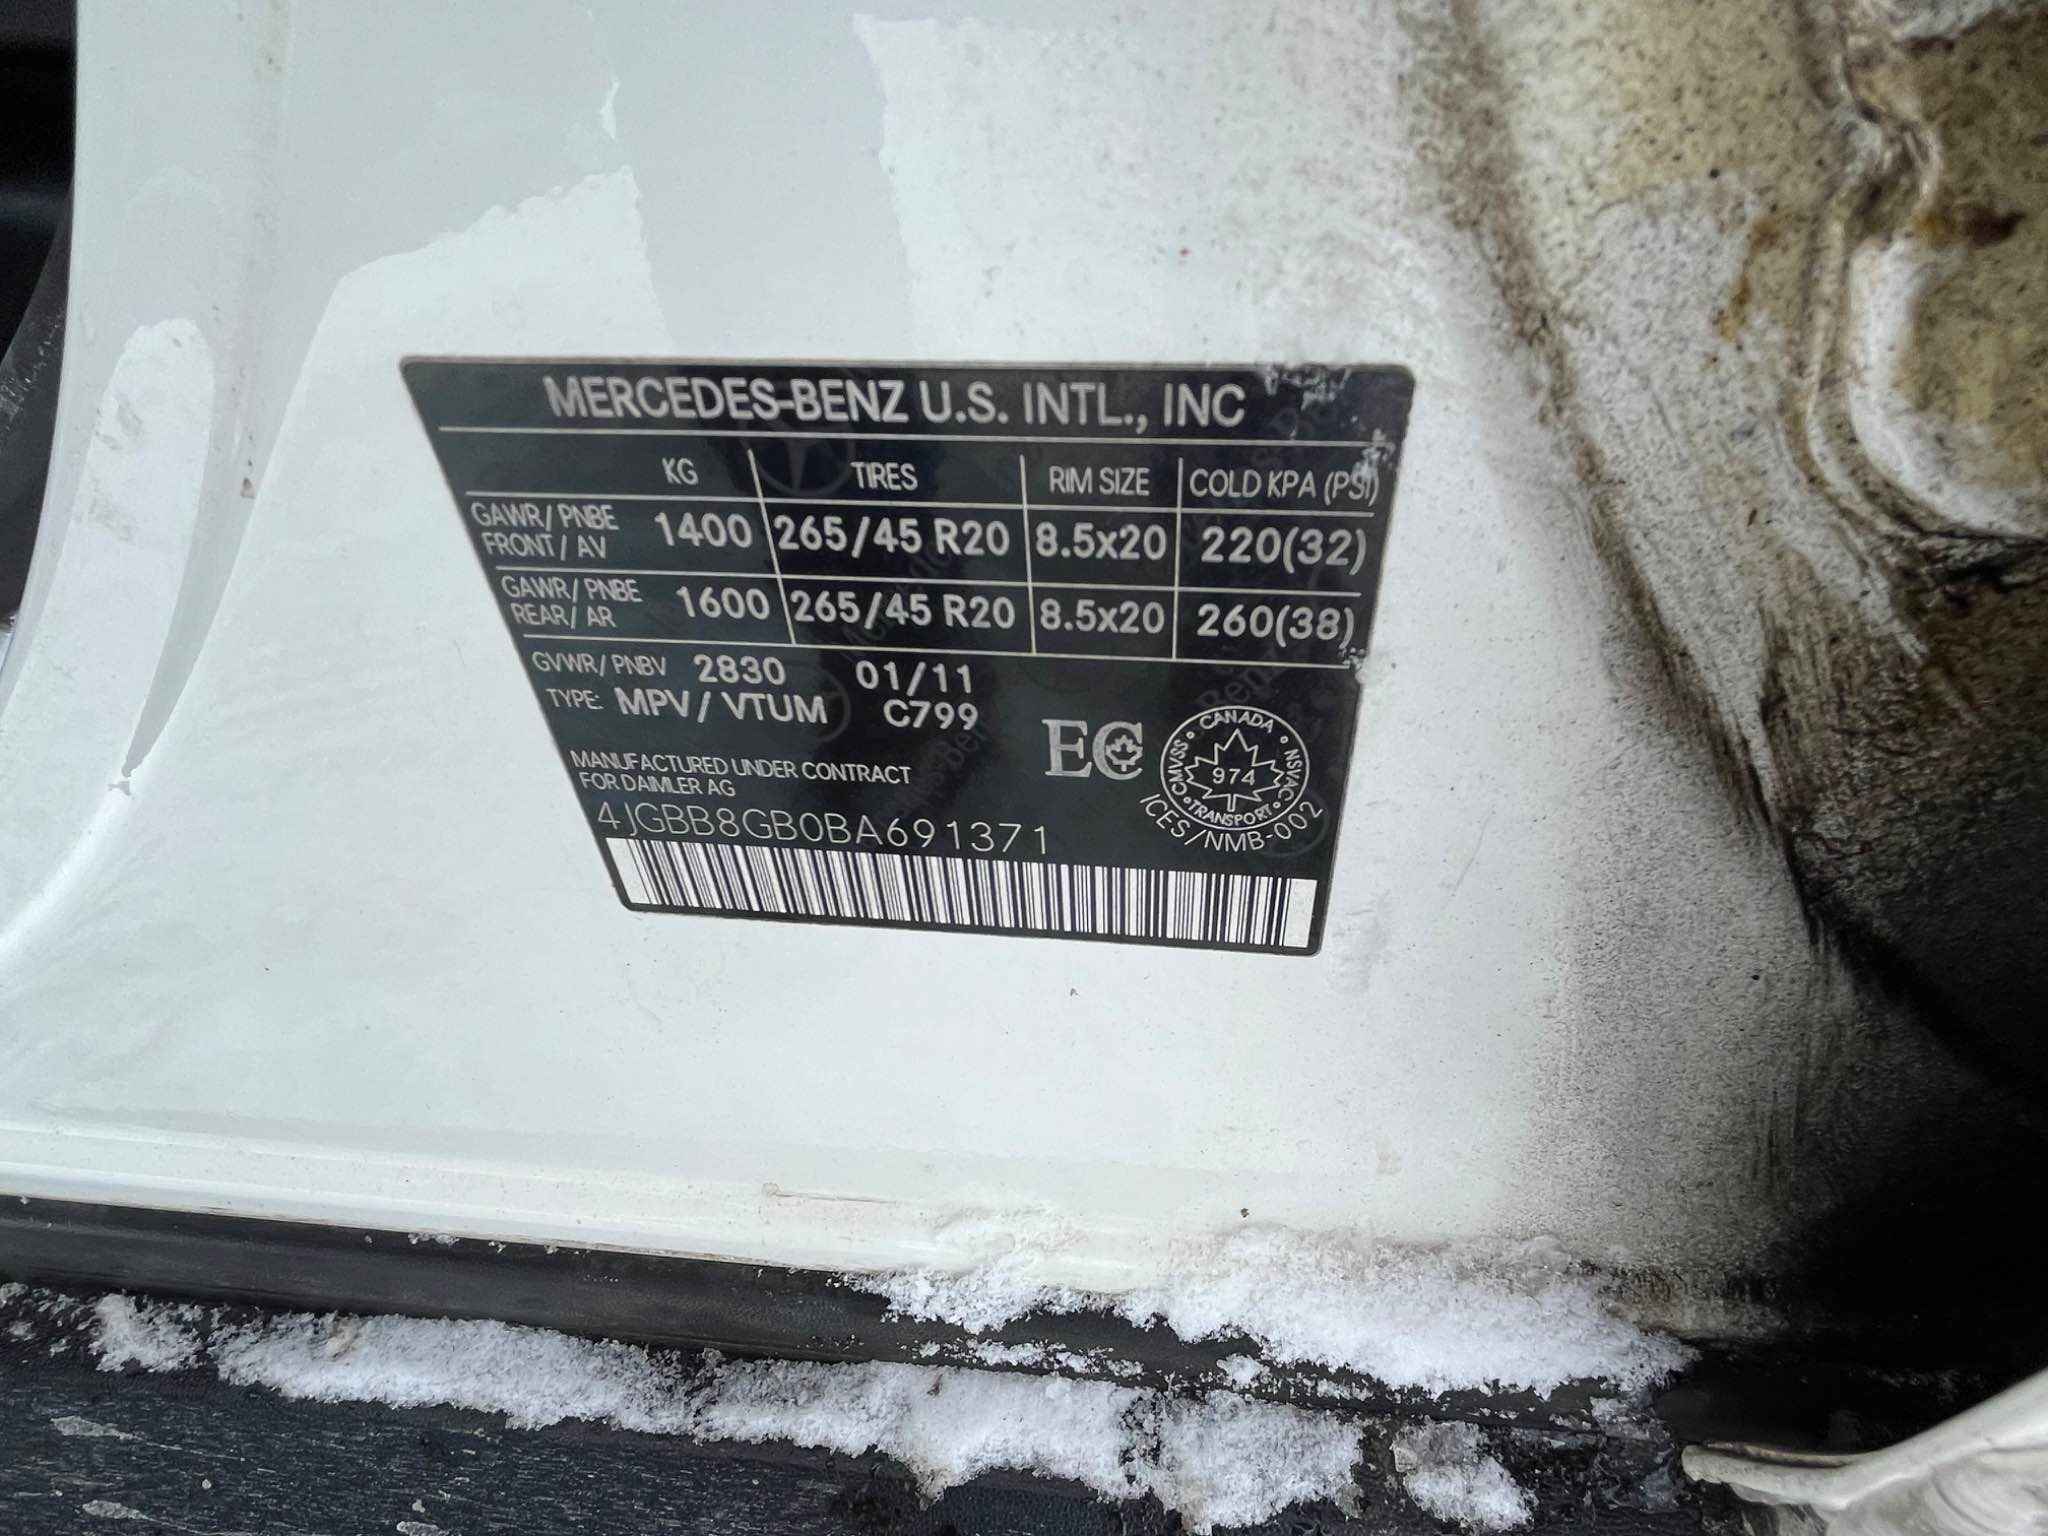 MERCEDES-BENZ U.S. INTL., INC
KG TIRES RIM SIZE COLD KPA (PSI)
GAWR/PNBE FRONT/AV 1400 265/45 R20 8.5x20 220(32)
GAWR/PNBE REAR/AR 1600 265/45 R20 8.5x20 260(38)
GVWR/PNBV 2830 01/11
TYPE: MPV/VTUM C799
MANUFACTURED UNDER CONTRACT
FOR DAIMLER AG
4JGBB8GB0BA691371
EC
CANADA
CMVSS 974 NSVAC
TRANSPORT
ICES/NMB-002